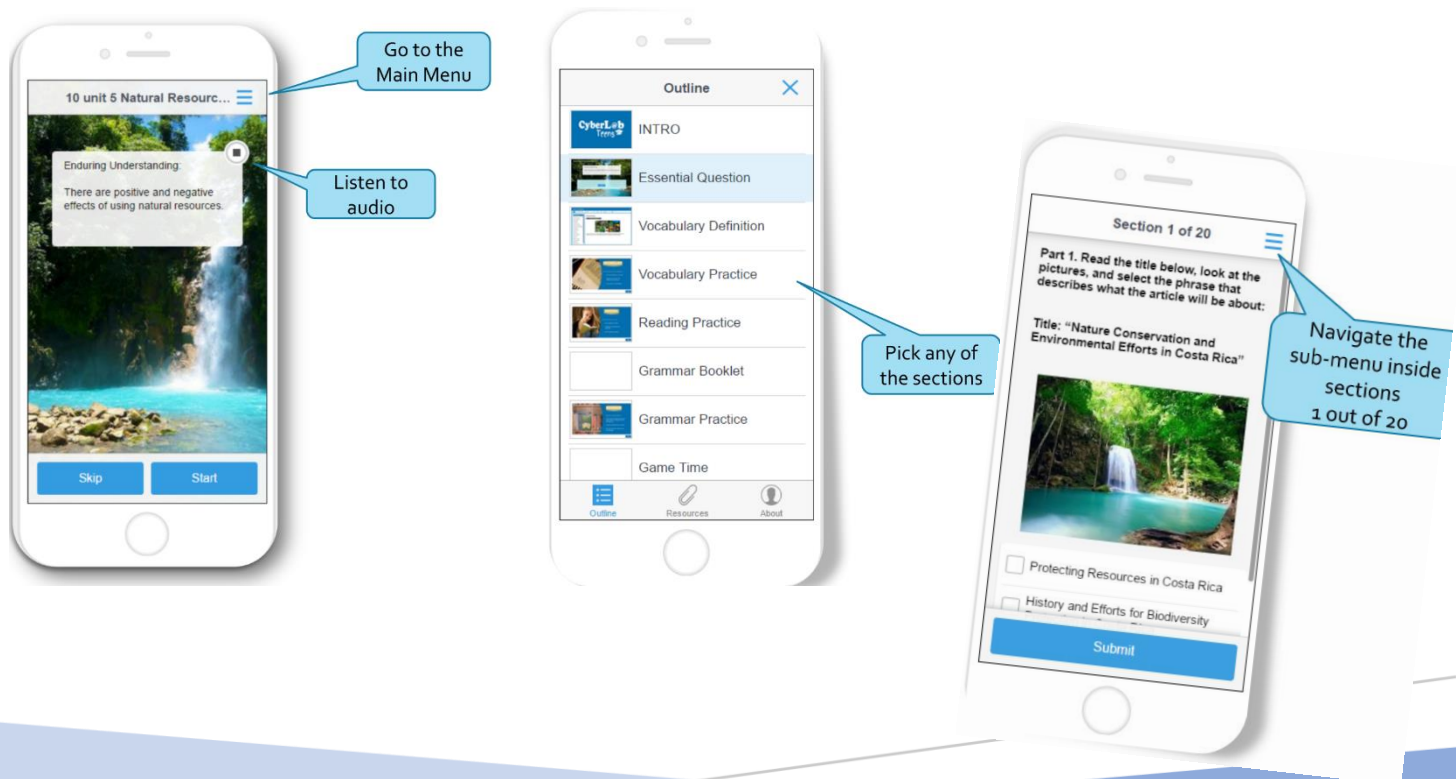 Go to the
Main Menu
10 unit 5 Natural Resourc...
Enduring Understanding:
There are positive and negative
effects of using natural resources.
Listen to
audio
Skip
Start
Outline
CyberL@b
Teens
INTRO
Essential Question
Vocabulary Definition
Vocabulary Practice
Reading Practice
Grammar Booklet
Grammar Practice
Game Time
Outline
Resources
About
Pick any of
the sections
Section 1 of 20
Part 1. Read the title below, look at the
pictures, and select the phrase that
describes what the article will be about:
Title: “Nature Conservation and
Environmental Efforts in Costa Rica”
Protecting Resources in Costa Rica
History and Efforts for Biodiversity
Submit
Navigate the
sub-menu inside
sections
1 out of 20